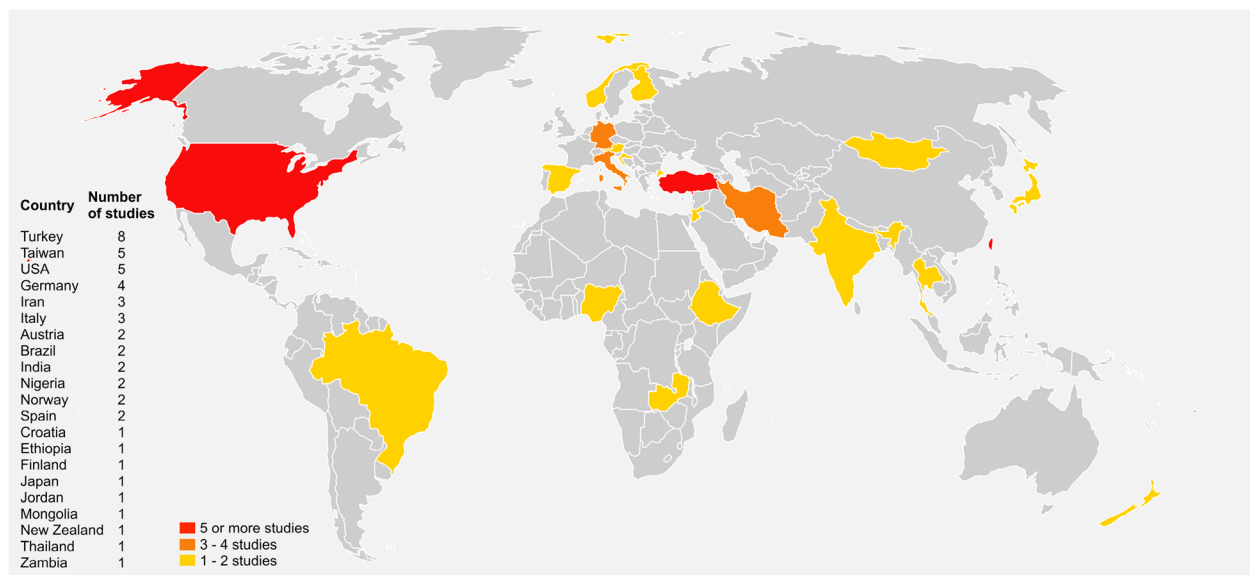 Country Number of studies
Turkey 8
Taiwan 5
USA 5
Germany 4
Iran 3
Italy 3
Austria 2
Brazil 2
India 2
Nigeria 2
Norway 2
Spain 2
Croatia 1
Ethiopia 1
Finland 1
Japan 1
Jordan 1
Mongolia 1
New Zealand 1
Thailand 1
Zambia 1
5 or more studies
3 - 4 studies
1 - 2 studies